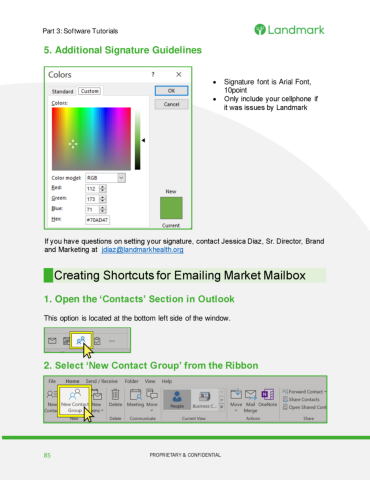 Part 3: Software Tutorials
Landmark
5. Additional Signature Guidelines
Colors ? ×
Standard Custom OK
Colors: Cancel
Color model: RGB
Red: 112
Green: 173 New
Blue: 71
Hex: #70AD47
Current
• Signature font is Arial Font,
10point
• Only include your cellphone if
it was issues by Landmark
If you have questions on setting your signature, contact Jessica Diaz, Sr. Director, Brand
and Marketing at jdiaz@landmarkhealth.org
Creating Shortcuts for Emailing Market Mailbox
1. Open the ‘Contacts’ Section in Outlook
This option is located at the bottom left side of the window.
2. Select ‘New Contact Group’ from the Ribbon
File Home Send / Receive Folder View Help
New New Contact New Delete Meeting More People Business C... Move Mail OneNote
Group Merge
Forward Contact
Share Contacts
Open Shared Cont
New Delete Communicate Current View Actions Share
85 PROPRIETARY & CONFIDENTIAL